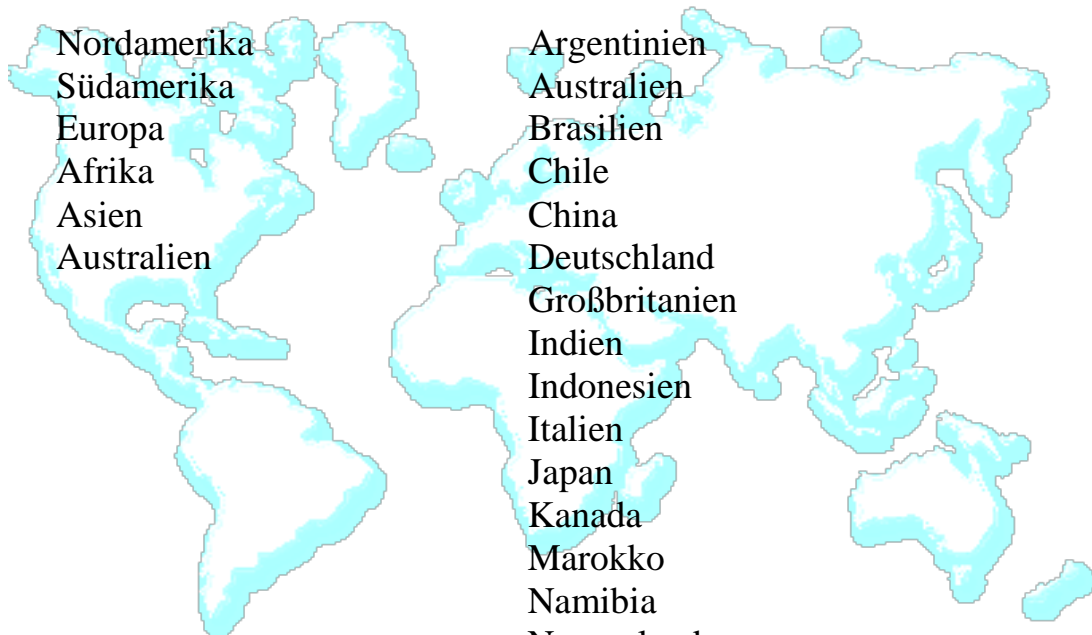 Nordamerika
Südamerika
Europa
Afrika
Asien
Australien
Argentinien
Australien
Brasilien
Chile
China
Deutschland
Großbritanien
Indien
Indonesien
Italien
Japan
Kanada
Marokko
Namibia